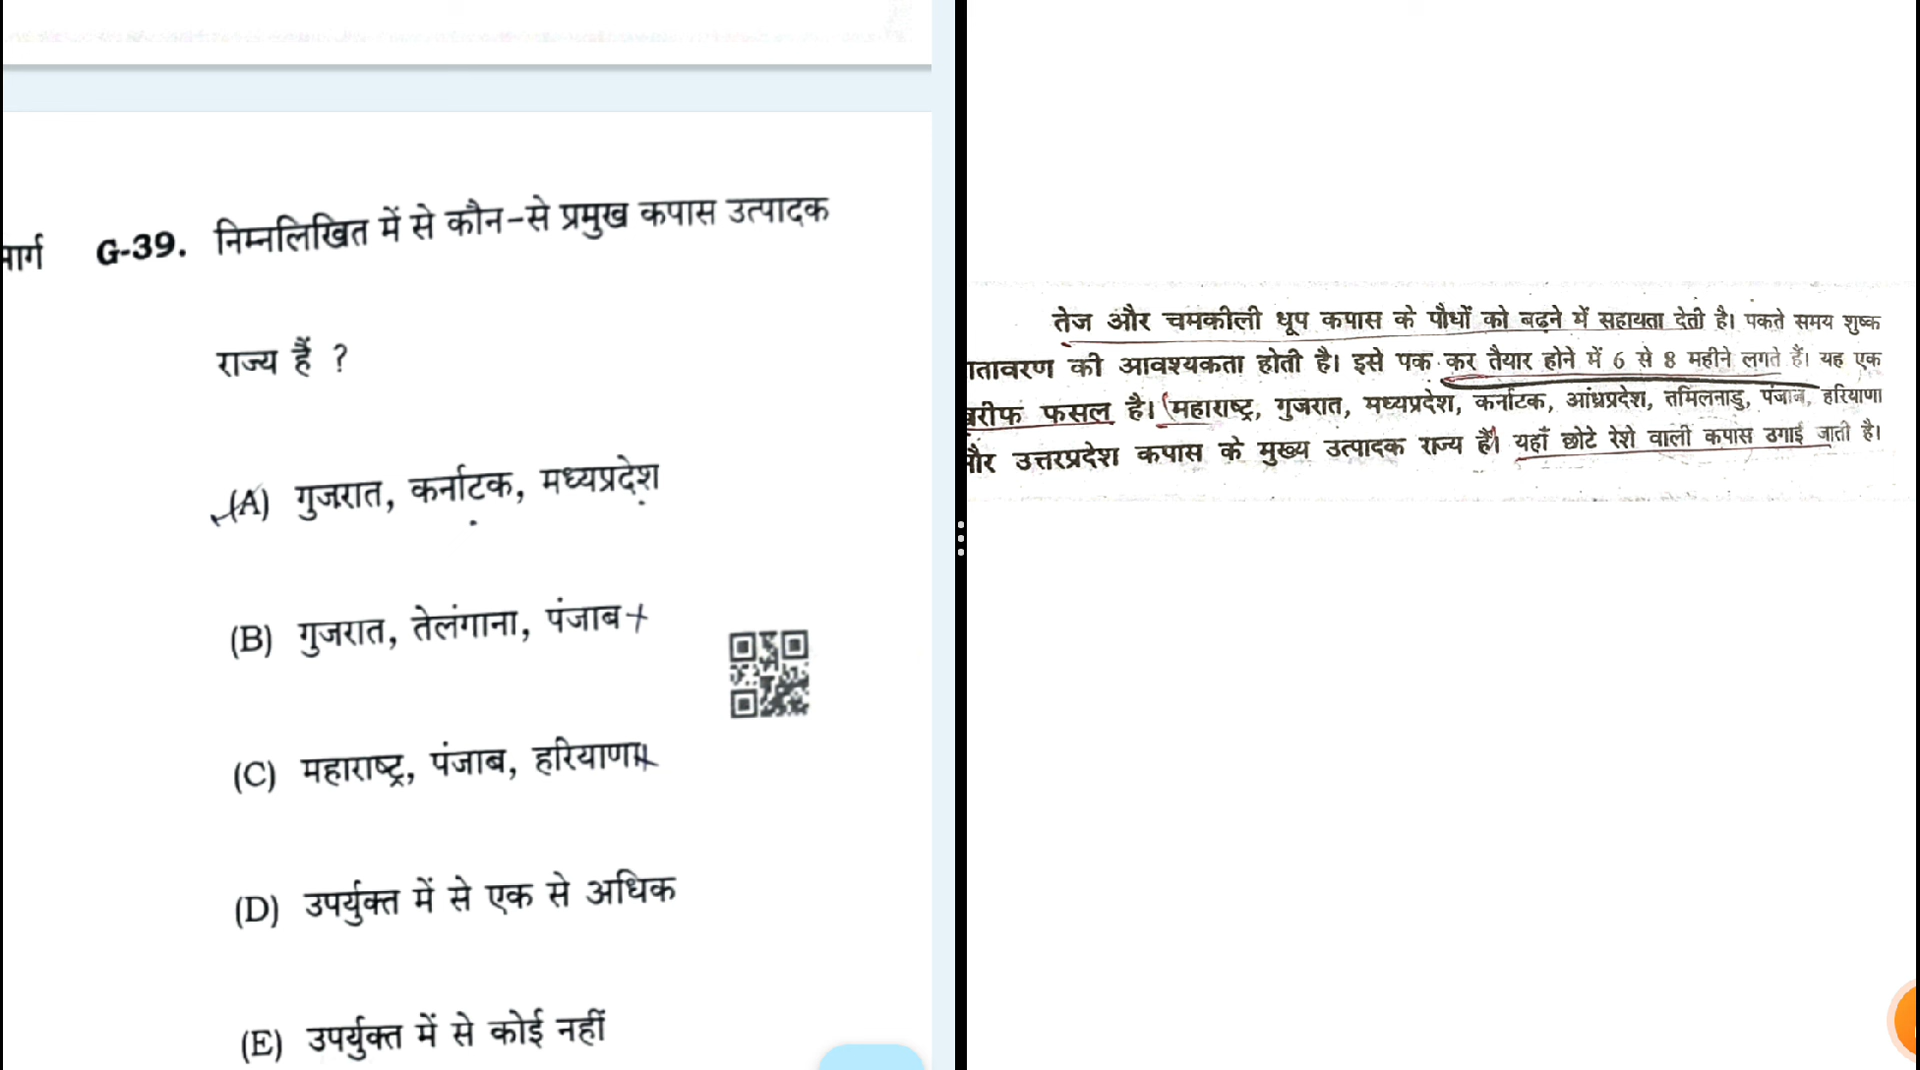 मार्ग
G-39. निम्नलिखित में से कौन-से प्रमुख कपास उत्पादक
राज्य हैं ?
(A) गुजरात, कर्नाटक, मध्यप्रदेश
(B) गुजरात, तेलंगाना, पंजाब
(C) महाराष्ट्र, पंजाब, हरियाणा
(D) उपर्युक्त में से एक से अधिक
(E) उपर्युक्त में से कोई नहीं
तेज और चमकीली धूप कपास के पौधों को बढ़ने में सहायता देती है। पकते समय शुष्क
की आवश्यकता होती है। इसे पक कर तैयार होने में 6 से 8 महीने लगते हैं। यह एक
फसल है। महाराष्ट्र, गुजरात, मध्यप्रदेश, कर्नाटक, आंध्रप्रदेश, तमिलनाडु, पंजाब, हरियाणा
उत्तरप्रदेश कपास के मुख्य उत्पादक राज्य हैं। यहाँ छोटे रेशे वाली कपास उगाई जाती है।